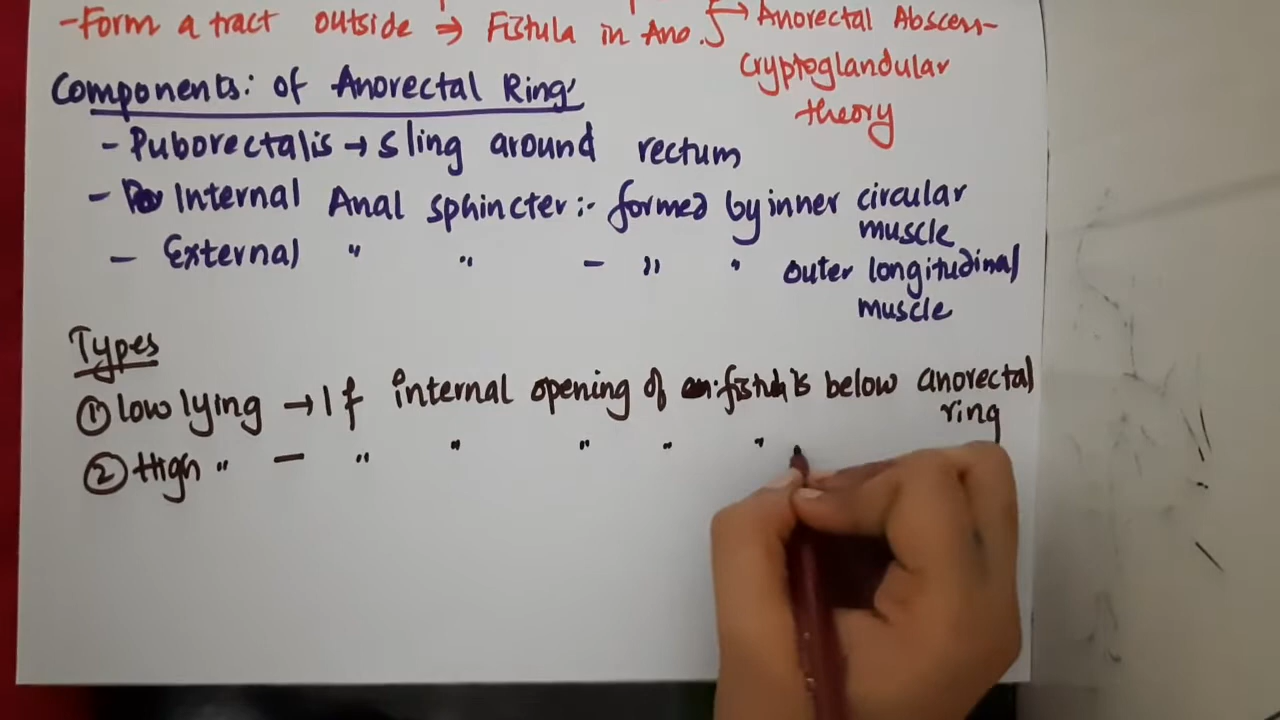 -Form a tract outside ⇒ Fistula in Ano. → Anorectal Abscess-
Cryptoglandular
theory
Components: of Anorectal Ring
- Puborectalis → sling around rectum
- Internal Anal sphincter :- formed by inner circular
muscle
- External " " - " " outer longitudinal
muscle
Types
① low lying → If internal opening of fistula is below anorectal
ring
② High " - " " " " "